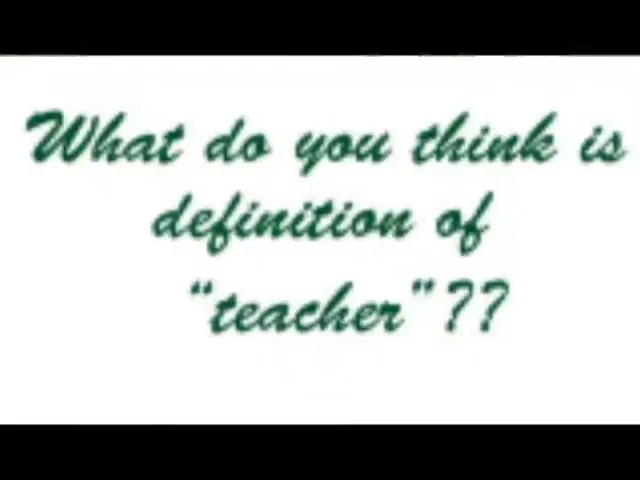 What do you think is
definition of
“teacher”??